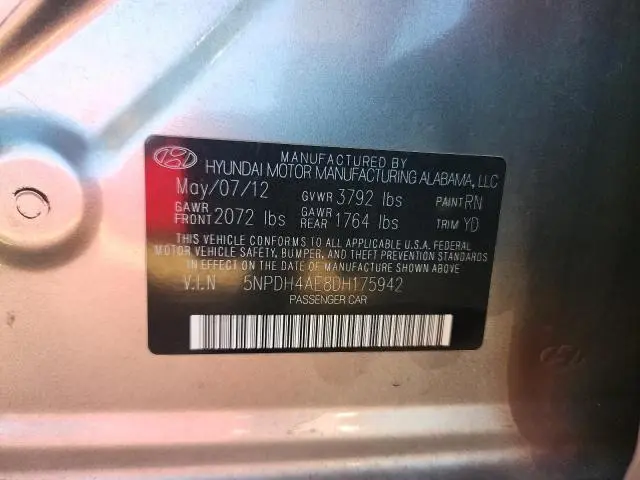 MANUFACTURED BY
HYUNDAI MOTOR MANUFACTURING ALABAMA, LLC
May/07/12 GVWR 3792 lbs PAINT RN
GAWR FRONT 2072 lbs GAWR REAR 1764 lbs TRIM YD
THIS VEHICLE CONFORMS TO ALL APPLICABLE U.S.A. FEDERAL
MOTOR VEHICLE SAFETY, BUMPER, AND THEFT PREVENTION STANDARDS
IN EFFECT ON THE DATE OF MANUFACTURE SHOWN ABOVE.
V.I.N 5NPDH4AE8DH175942
PASSENGER CAR